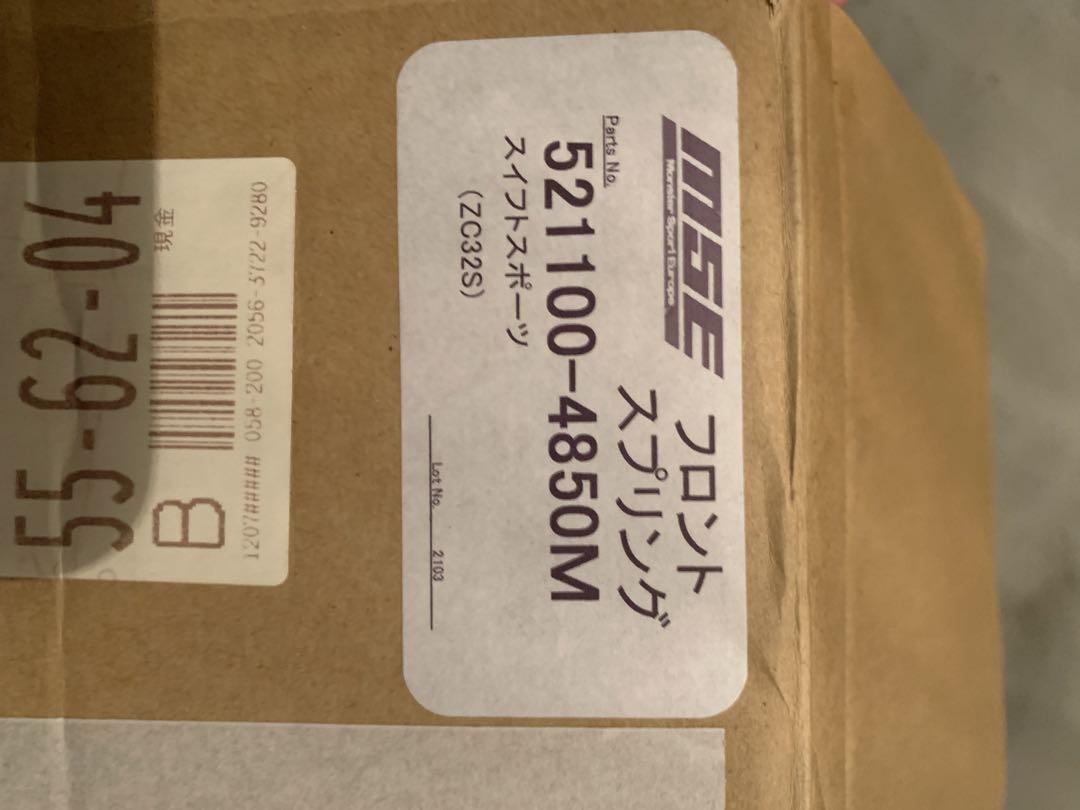 MSE
Monster Sport Europe
フロント
スプリング
Parts No.
521100-4850M
スイフトスポーツ
(ZC32S)
Lot No. 2103
55-62-04
現金
B
1207##### 058-200 2056-3722-9280